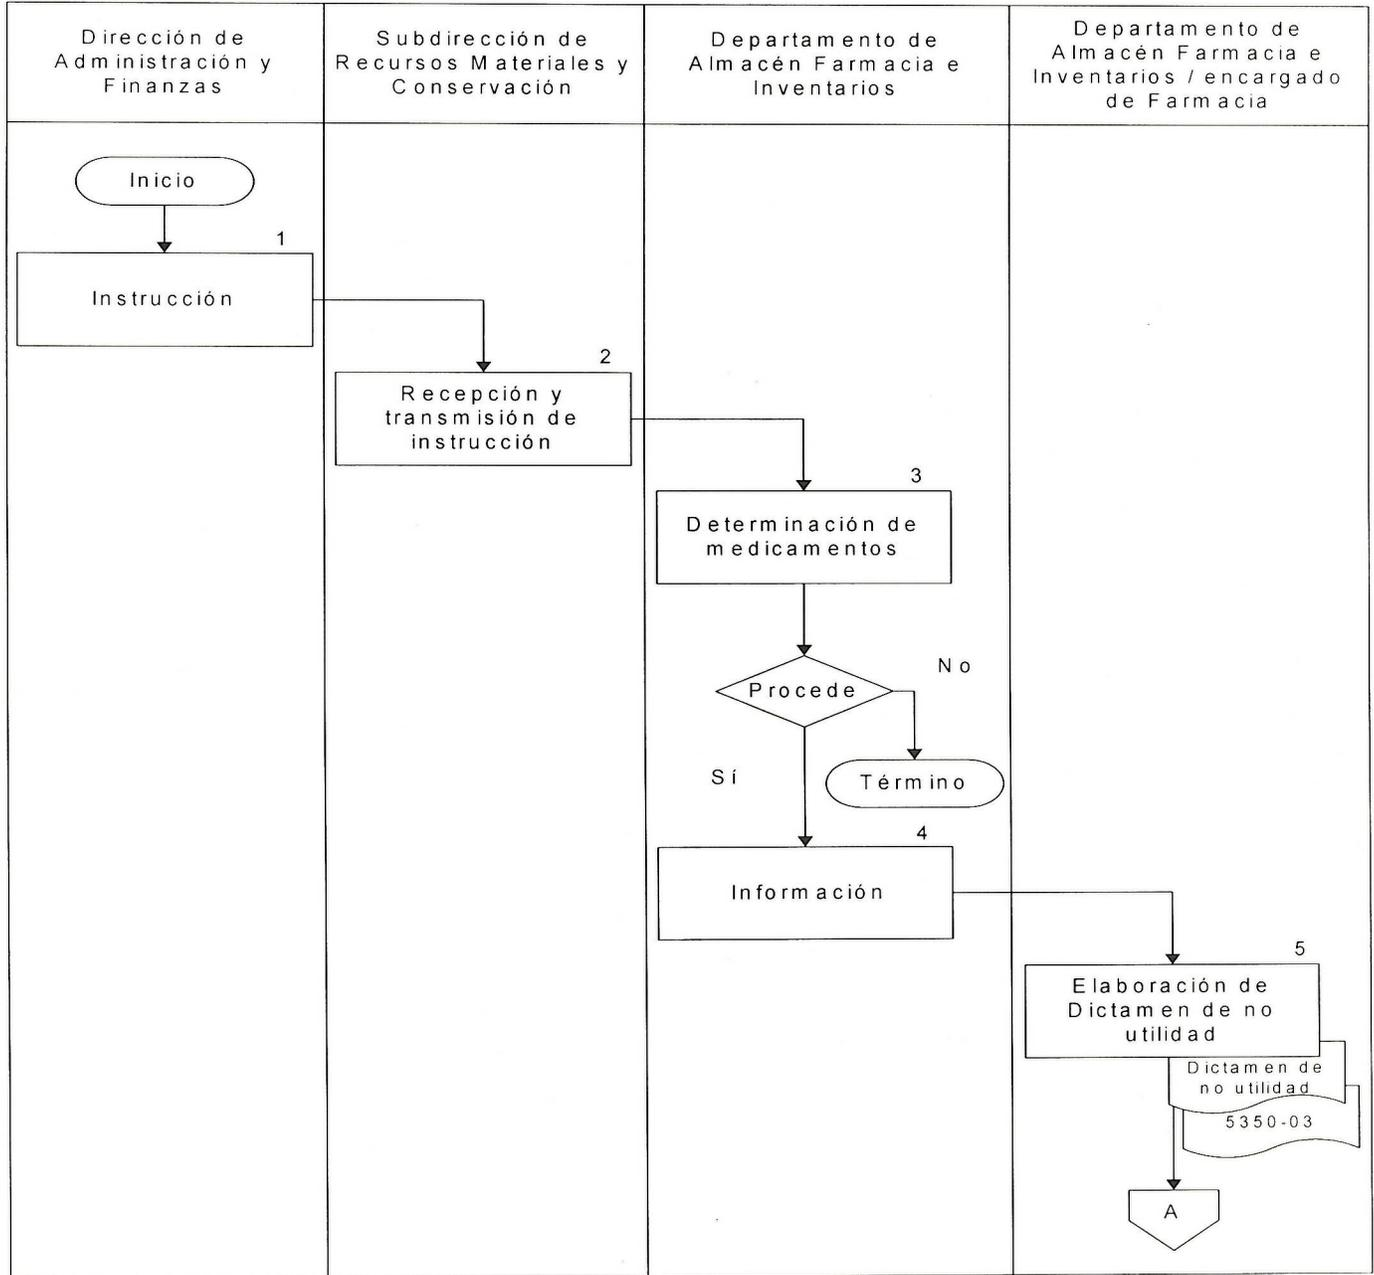 Dirección de
Administración y
Finanzas
Subdirección de
Recursos Materiales y
Conservación
Departamento de
Almacén Farmacia e
Inventarios
Departamento de
Almacén Farmacia e
Inventarios / encargado
de Farmacia
Inicio
1
Instrucción
2
Recepción y
transmisión de
instrucción
3
Determinación de
medicamentos
Procede
No
Sí
Término
4
Información
5
Elaboración de
Dictamen de no
utilidad
Dictamen de
no utilidad
5350-03
A